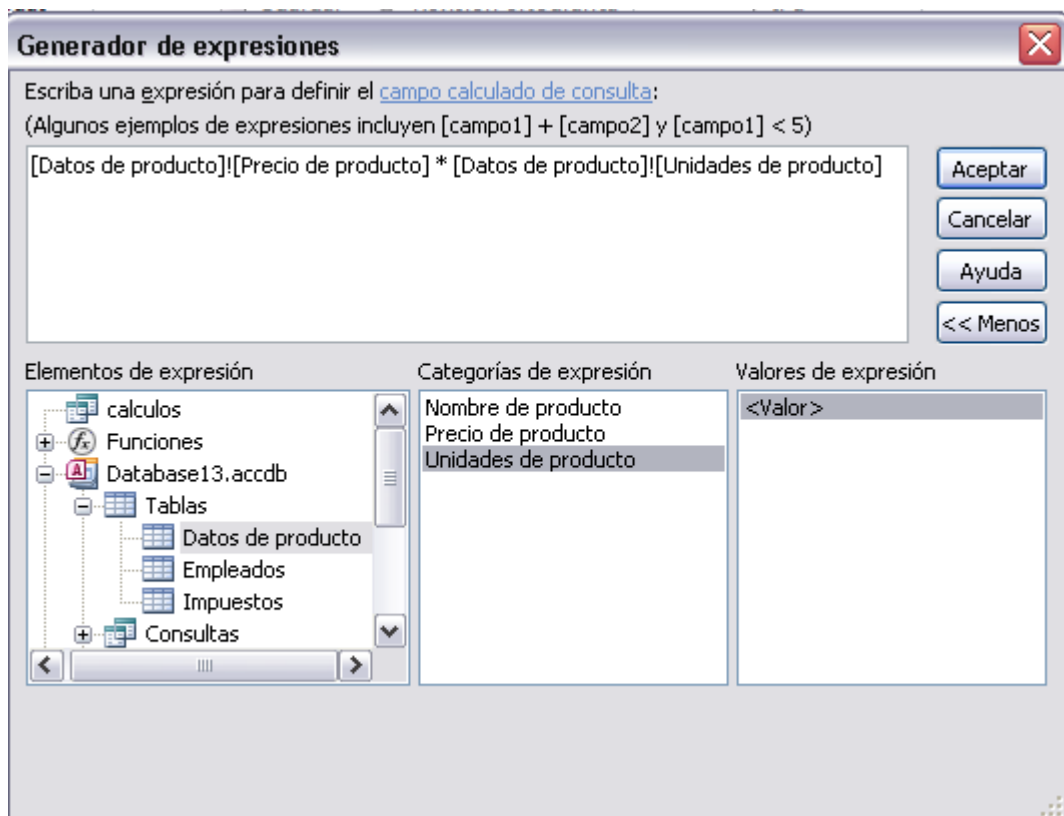 Generador de expresiones
Escriba una expresión para definir el campo calculado de consulta:
(Algunos ejemplos de expresiones incluyen [campo1] + [campo2] y [campo1] < 5)
[Datos de producto]![Precio de producto] * [Datos de producto]![Unidades de producto]
Aceptar
Cancelar
Ayuda
<< Menos
Elementos de expresión
calculos
Funciones
Database13.accdb
Tablas
Datos de producto
Empleados
Impuestos
Consultas
Categorías de expresión
Nombre de producto
Precio de producto
Unidades de producto
Valores de expresión
<Valor>